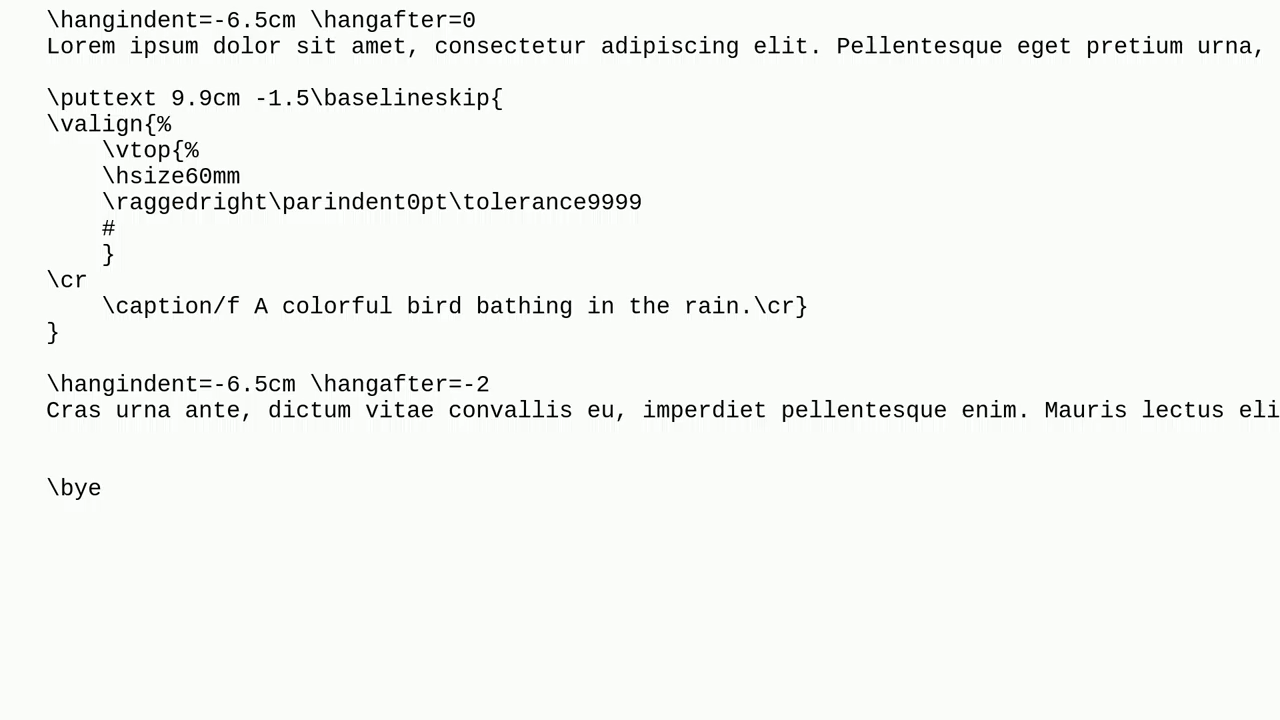 \hangindent=-6.5cm \hangafter=0
Lorem ipsum dolor sit amet, consectetur adipiscing elit. Pellentesque eget pretium urna,
\puttext 9.9cm -1.5\baselineskip{
\valign{%
\vtop{%
\hsize60mm
\raggedright\parindent0pt\tolerance9999
#
}
\cr
\caption/f A colorful bird bathing in the rain.\cr}
}
\hangindent=-6.5cm \hangafter=-2
Cras urna ante, dictum vitae convallis eu, imperdiet pellentesque enim. Mauris lectus eli
\bye